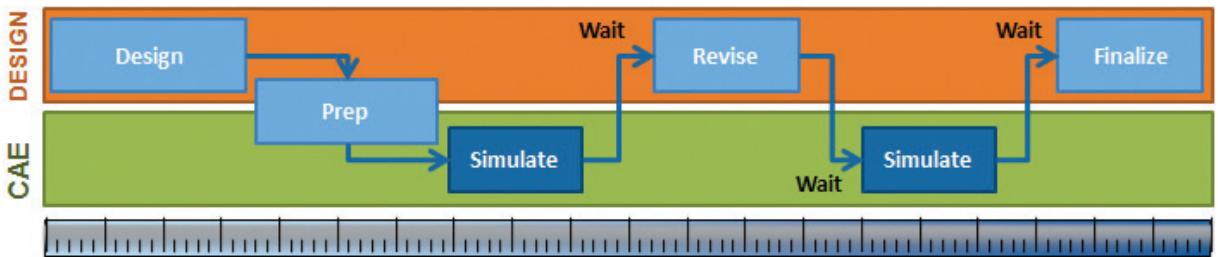 DESIGN
Design
Prep
Wait
Revise
Wait
Finalize
CAE
Simulate
Wait
Simulate